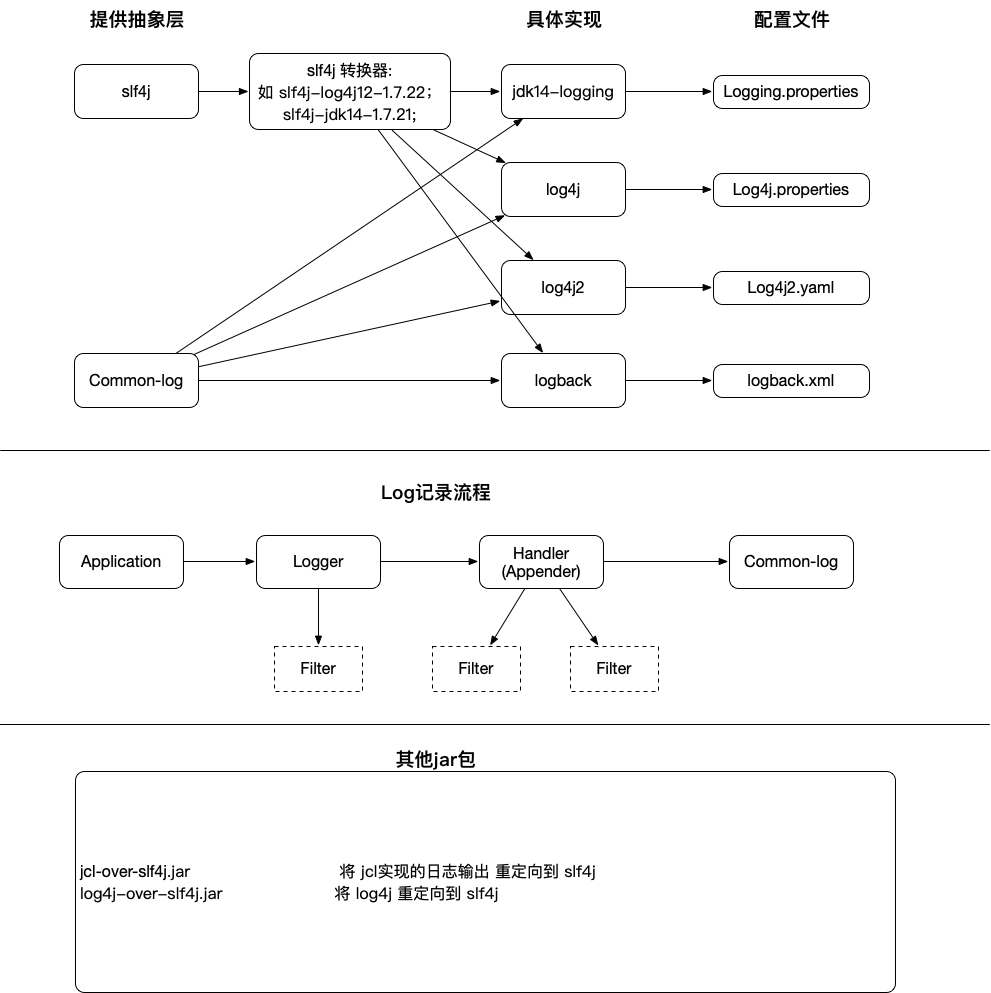 提供抽象层
具体实现
配置文件
slf4j
slf4j 转换器:
如 slf4j-log4j12-1.7.22；
slf4j-jdk14-1.7.21;
jdk14-logging
Logging.properties
log4j
Log4j.properties
log4j2
Log4j2.yaml
Common-log
logback
logback.xml
Log记录流程
Application
Logger
Handler
(Appender)
Common-log
Filter
Filter
Filter
其他jar包
jcl-over-slf4j.jar 将 jcl实现的日志输出 重定向到 slf4j
log4j-over-slf4j.jar 将 log4j 重定向到 slf4j